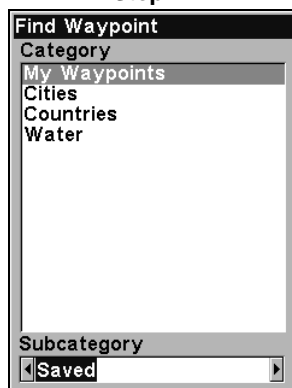 Find Waypoint
Category
My Waypoints
Cities
Countries
Water
Subcategory
Saved